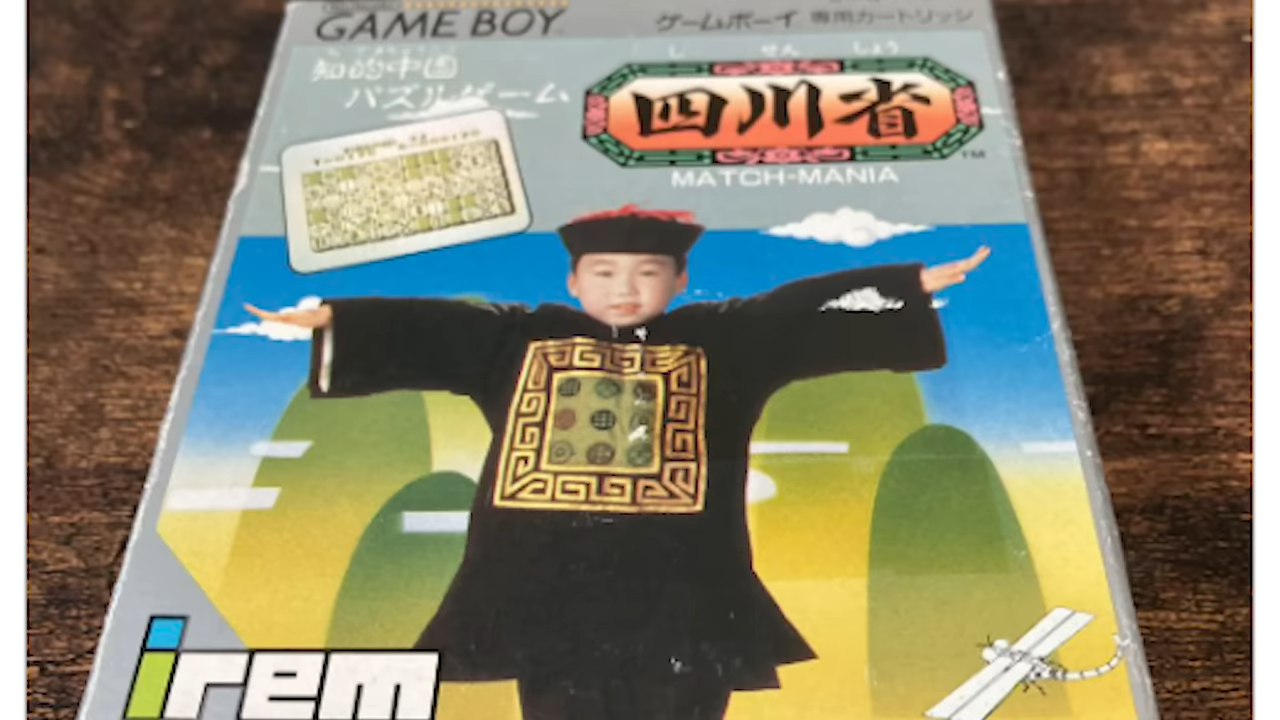 GAME BOY
ゲームボーイ 専用カートリッジ
知的中国
パズルゲーム
し せん しょう
四川省
TM
MATCH-MANIA
irem